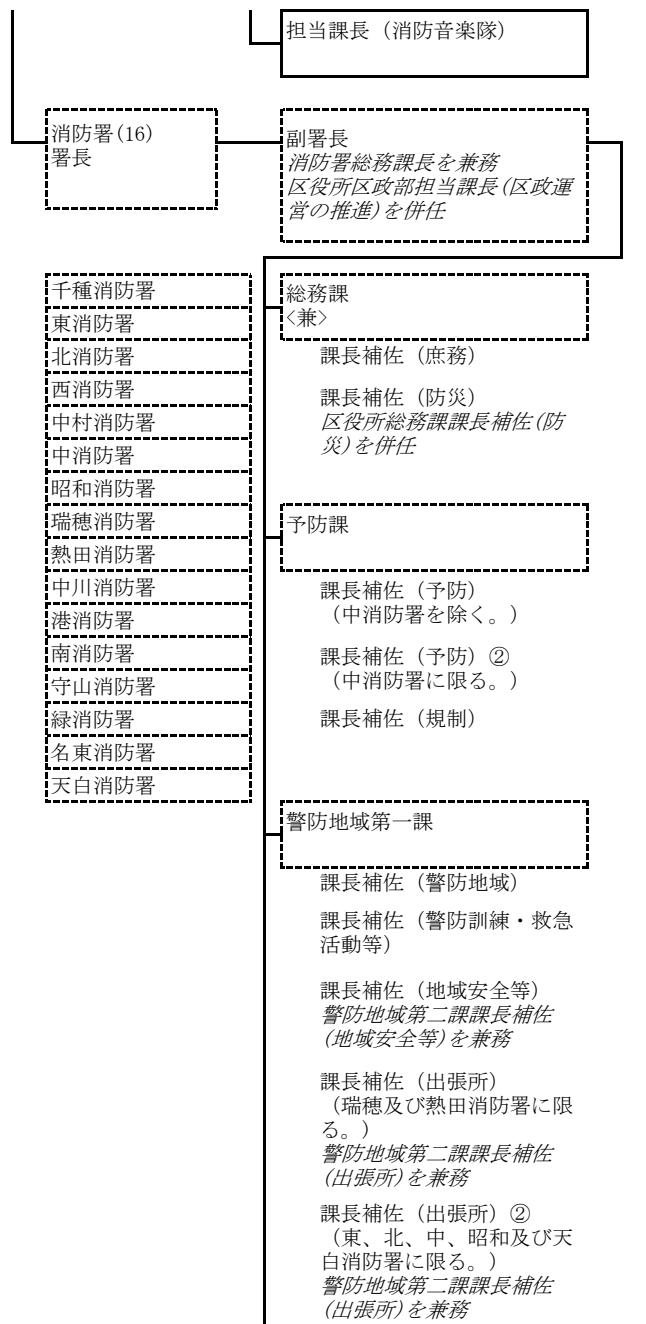 担当課長（消防音楽隊）
消防署(16)
署長
副署長
消防署総務課長を兼務
区役所区政部担当課長(区政運
営の推進)を併任
千種消防署
東消防署
北消防署
西消防署
中村消防署
中消防署
昭和消防署
瑞穂消防署
熱田消防署
中川消防署
港消防署
南消防署
守山消防署
緑消防署
名東消防署
天白消防署
総務課
<兼>
課長補佐（庶務）
課長補佐（防災）
区役所総務課課長補佐(防
災)を併任
予防課
課長補佐（予防）
（中消防署を除く。）
課長補佐（予防）②
（中消防署に限る。）
課長補佐（規制）
警防地域第一課
課長補佐（警防地域）
課長補佐（警防訓練・救急
活動等）
課長補佐（地域安全等）
警防地域第二課課長補佐
(地域安全等)を兼務
課長補佐（出張所）
（瑞穂及び熱田消防署に限
る。）
警防地域第二課課長補佐
(出張所)を兼務
課長補佐（出張所）②
（東、北、中、昭和及び天
白消防署に限る。）
警防地域第二課課長補佐
(出張所)を兼務